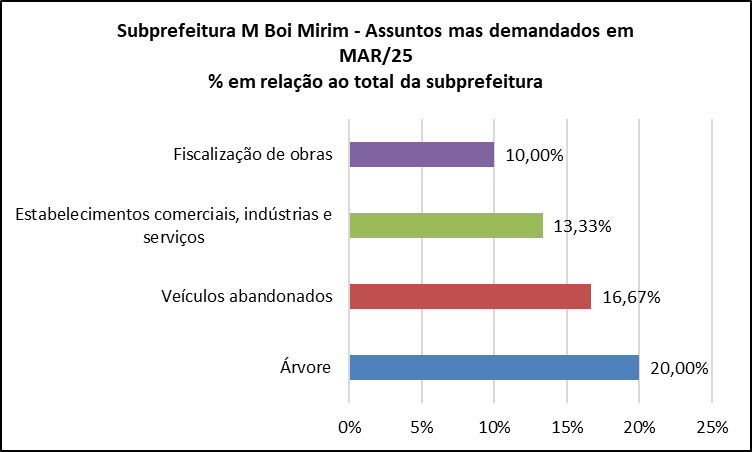 Subprefeitura M Boi Mirim - Assuntos mas demandados em
MAR/25
% em relação ao total da subprefeitura
Fiscalização de obras
10,00%
Estabelecimentos comerciais, indústrias e
serviços
13,33%
Veículos abandonados
16,67%
Árvore
20,00%
0%
5%
10%
15%
20%
25%